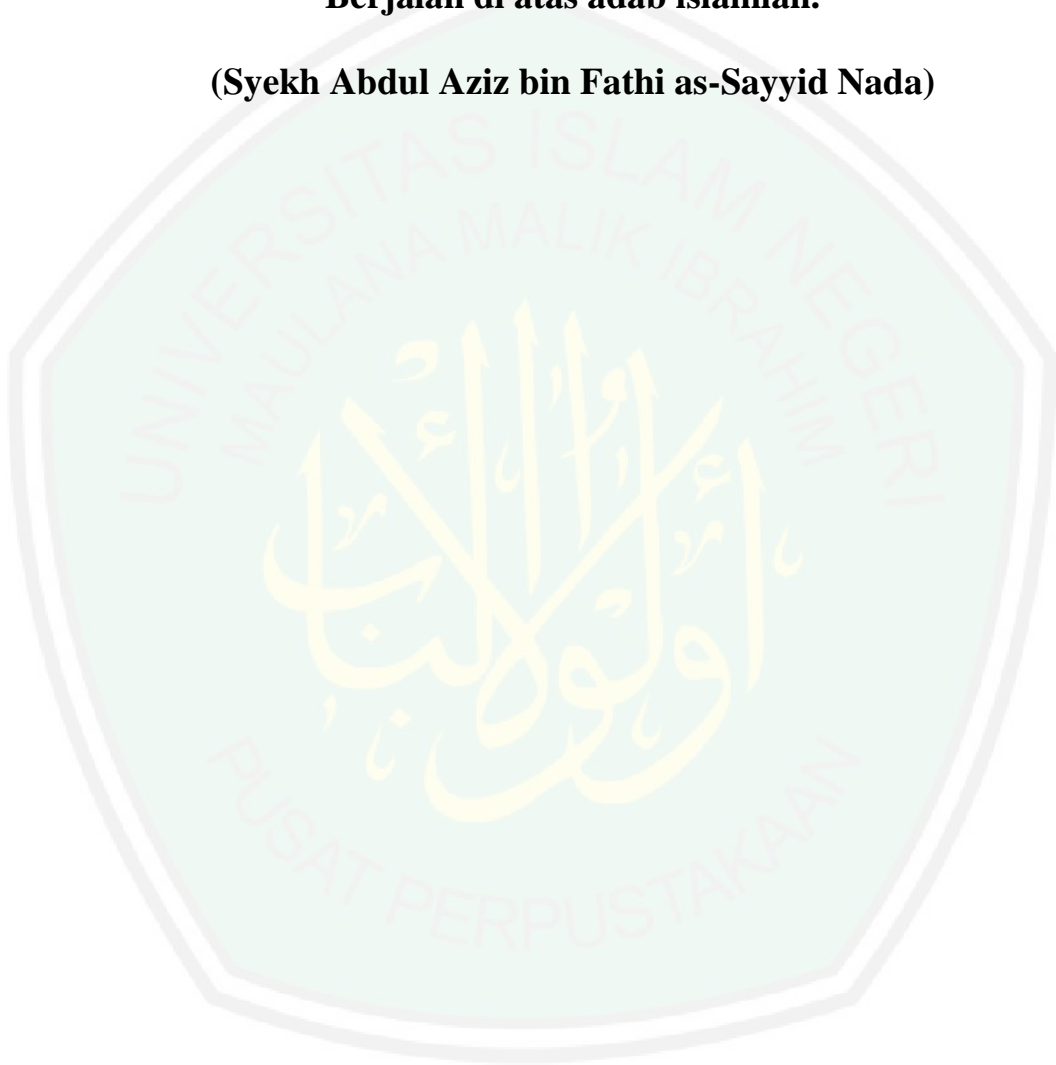 Berjalan di atas adab islamiah.
(Syekh Abdul Aziz bin Fathi as-Sayyid Nada)
UNIVERSITAS ISLAM NEGERI
MAULANA MALIK IBRAHIM
أولوا الألباب
PUSAT PERPUSTAKAAN